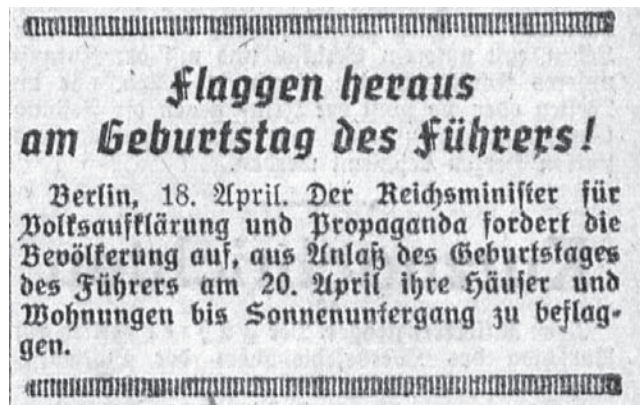 Flaggen heraus
am Geburtstag des Führers!
Berlin, 18. April. Der Reichsminister für
Volksaufklärung und Propaganda fordert die
Bevölkerung auf, aus Anlaß des Geburtstages
des Führers am 20. April ihre Häuser und
Wohnungen bis Sonnenuntergang zu beflag-
gen.